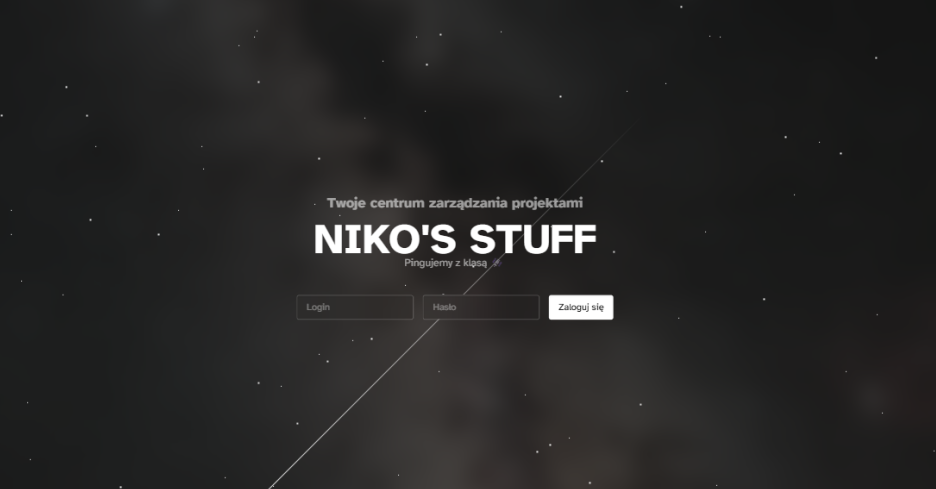 Twoje centrum zarządzania projektami
NIKO'S STUFF
Pingujemy z klasą
Login
Hasło
Zaloguj się